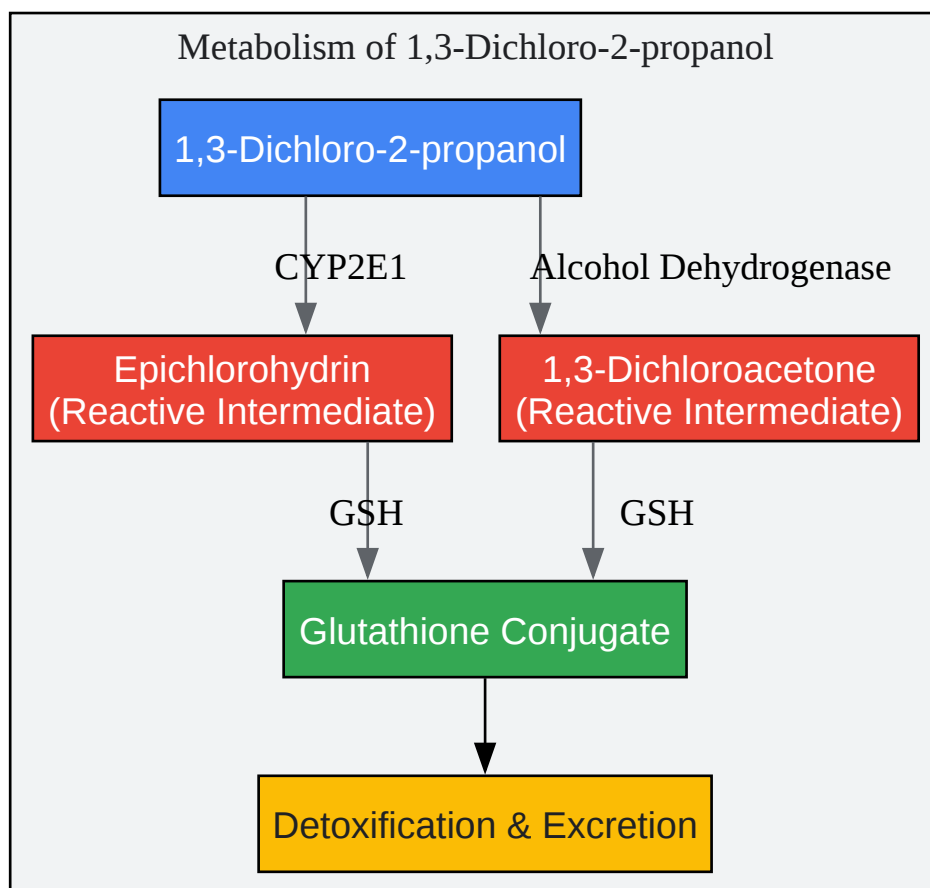 Metabolism of 1,3-Dichloro-2-propanol
1,3-Dichloro-2-propanol
CYP2E1
Alcohol Dehydrogenase
Epichlorohydrin
(Reactive Intermediate)
1,3-Dichloroacetone
(Reactive Intermediate)
GSH
GSH
Glutathione Conjugate
Detoxification & Excretion